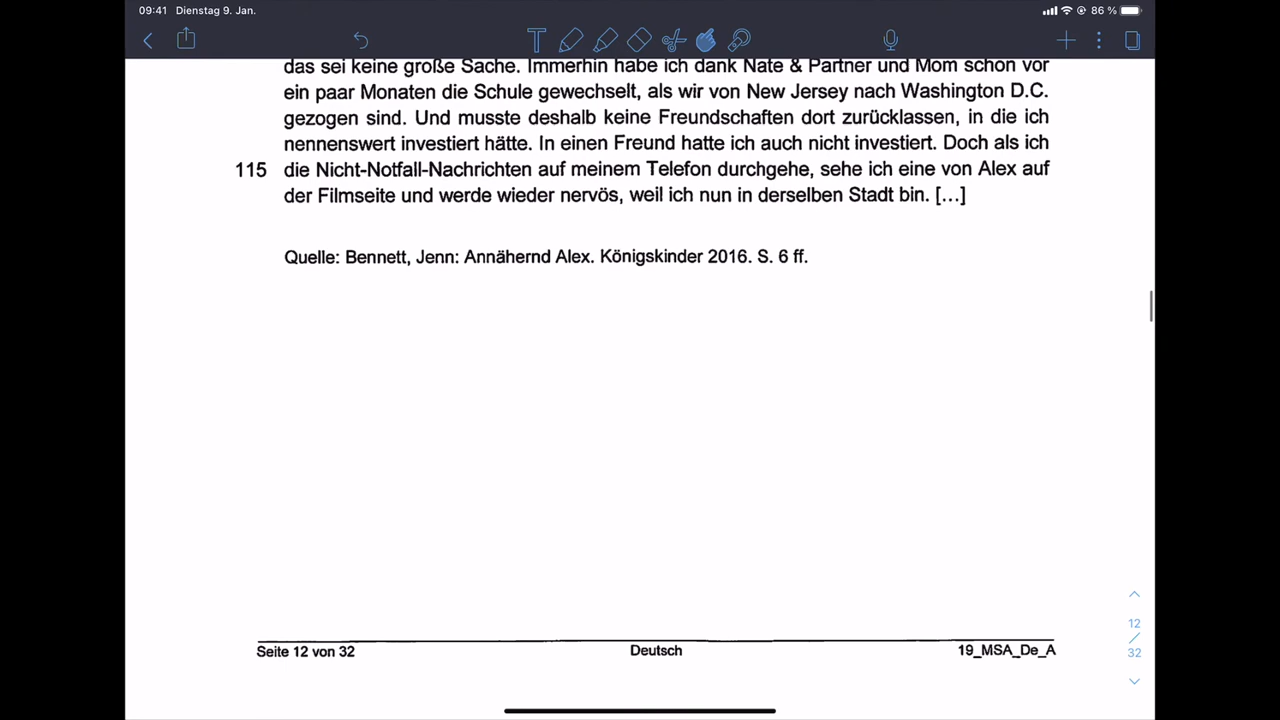 09:41 Dienstag 9. Jan.
86 %
das sei keine große Sache. Immerhin habe ich dank Nate & Partner und Mom schon vor
ein paar Monaten die Schule gewechselt, als wir von New Jersey nach Washington D.C.
gezogen sind. Und musste deshalb keine Freundschaften dort zurücklassen, in die ich
nennenswert investiert hätte. In einen Freund hatte ich auch nicht investiert. Doch als ich
115 die Nicht-Notfall-Nachrichten auf meinem Telefon durchgehe, sehe ich eine von Alex auf
der Filmseite und werde wieder nervös, weil ich nun in derselben Stadt bin. [...]
Quelle: Bennett, Jenn: Annähernd Alex. Königskinder 2016. S. 6 ff.
12
/
32
Seite 12 von 32 Deutsch 19_MSA_De_A